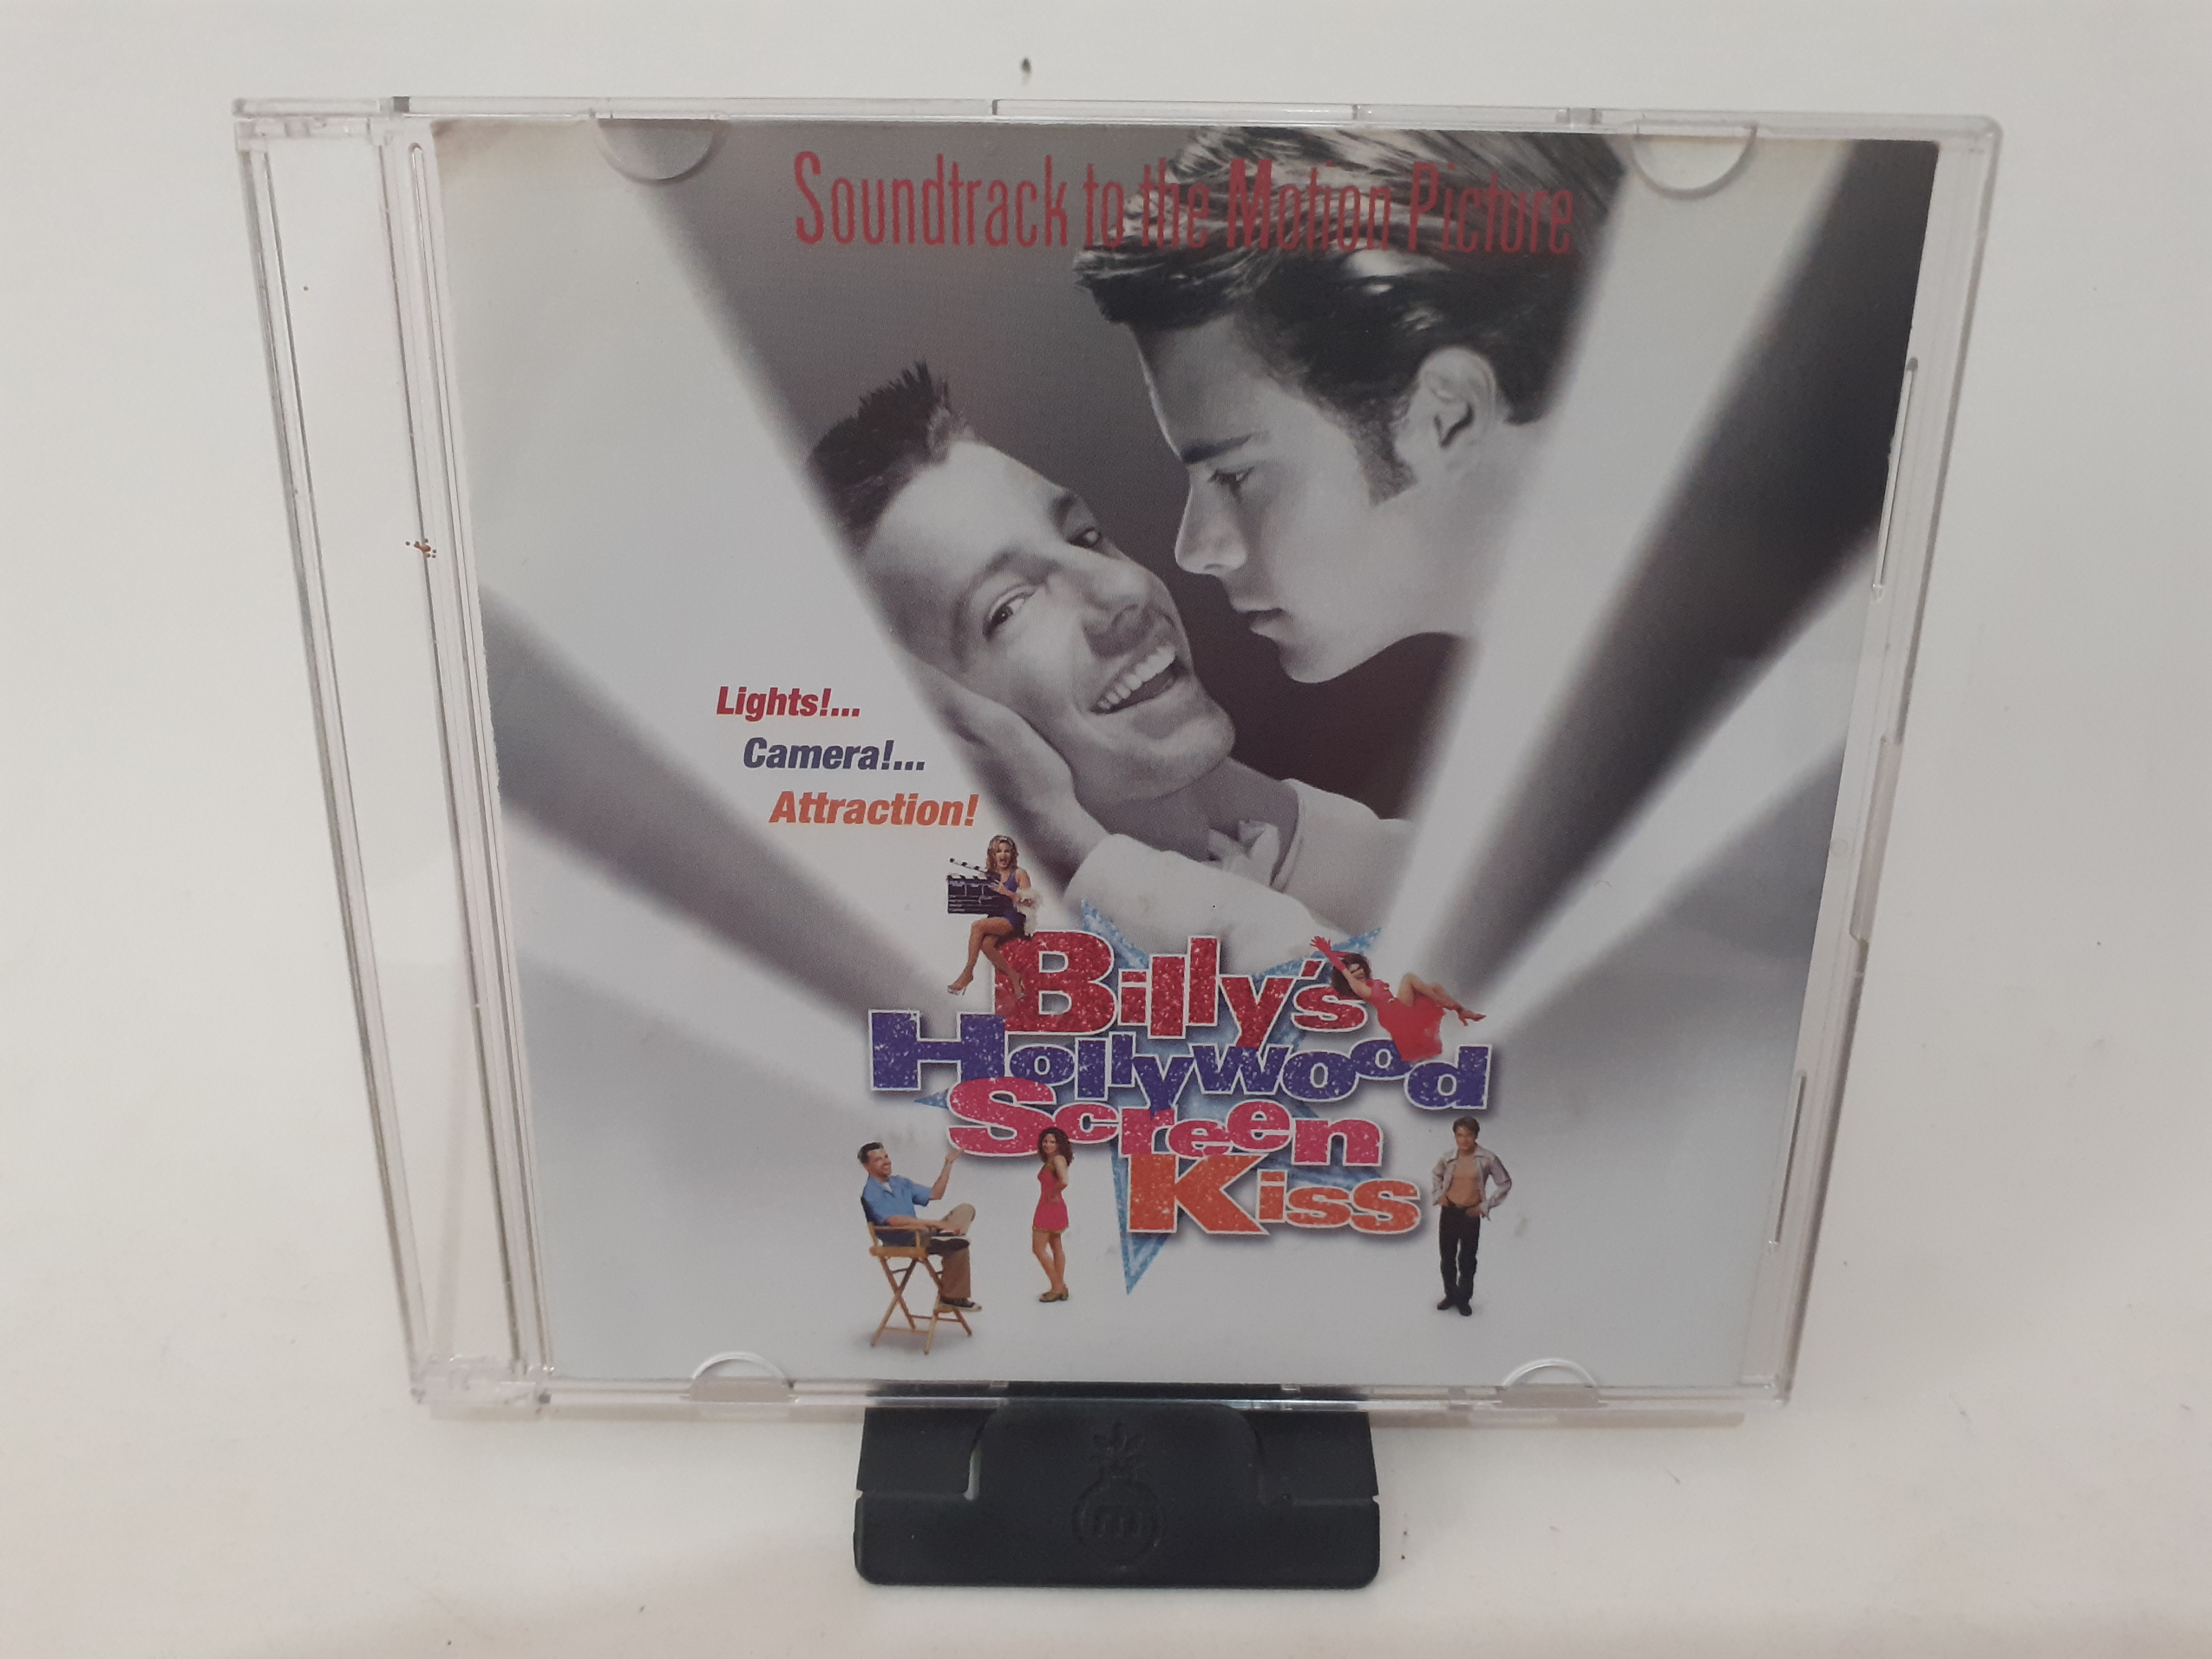 Soundtrack to the Motion Picture
Lights!...
Camera!...
Attraction!
Billy's
Hollywood
Screen
Kiss
m